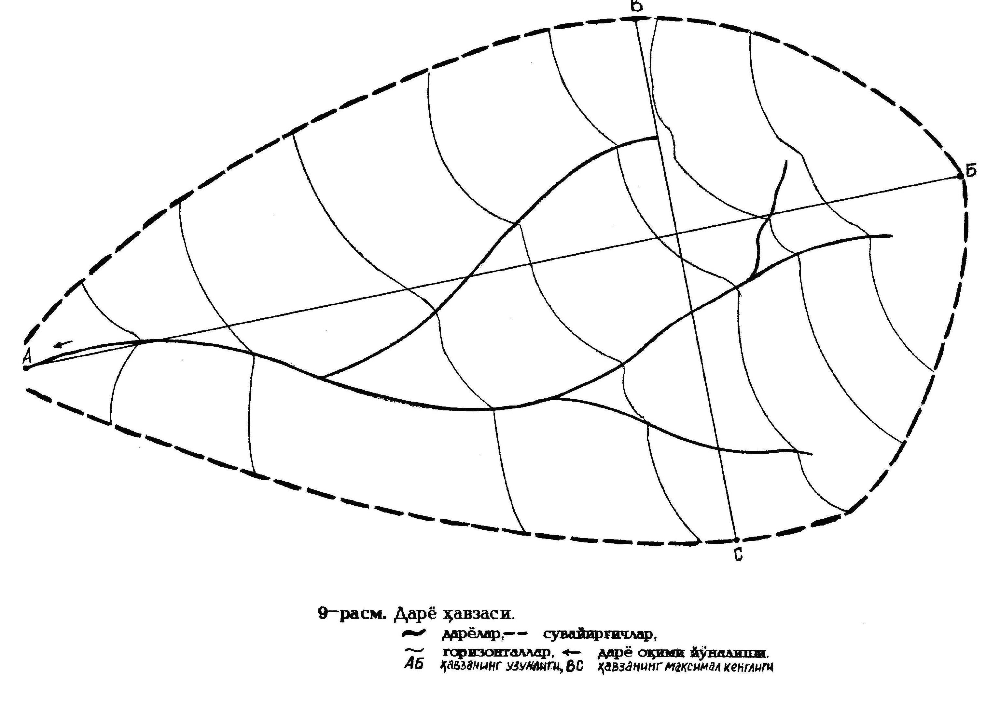 В
Б
А
С
9-расм. Дарё ҳавзаси.
дарёлар, -- сувайирғичлар,
горизонталлар, ← дарё оқими йўналиши.
АБ ҳавзанинг узунлиги, ВС ҳавзанинг максимал кенглиги